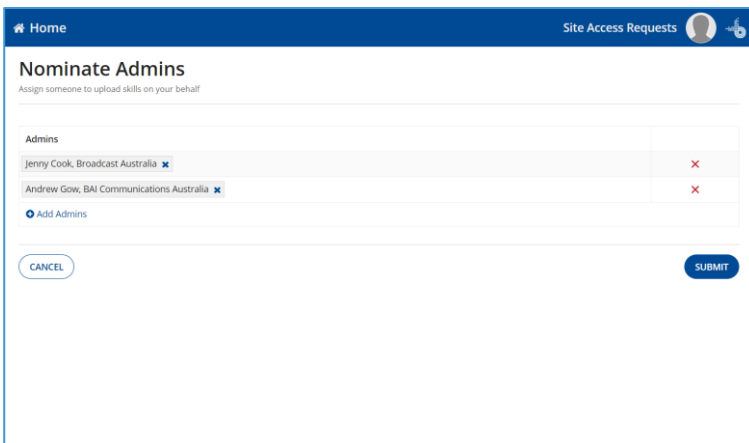 Home
Site Access Requests
Nominate Admins
Assign someone to upload skills on your behalf
Admins
Jenny Cook, Broadcast Australia
Andrew Gow, BAI Communications Australia
Add Admins
CANCEL
SUBMIT